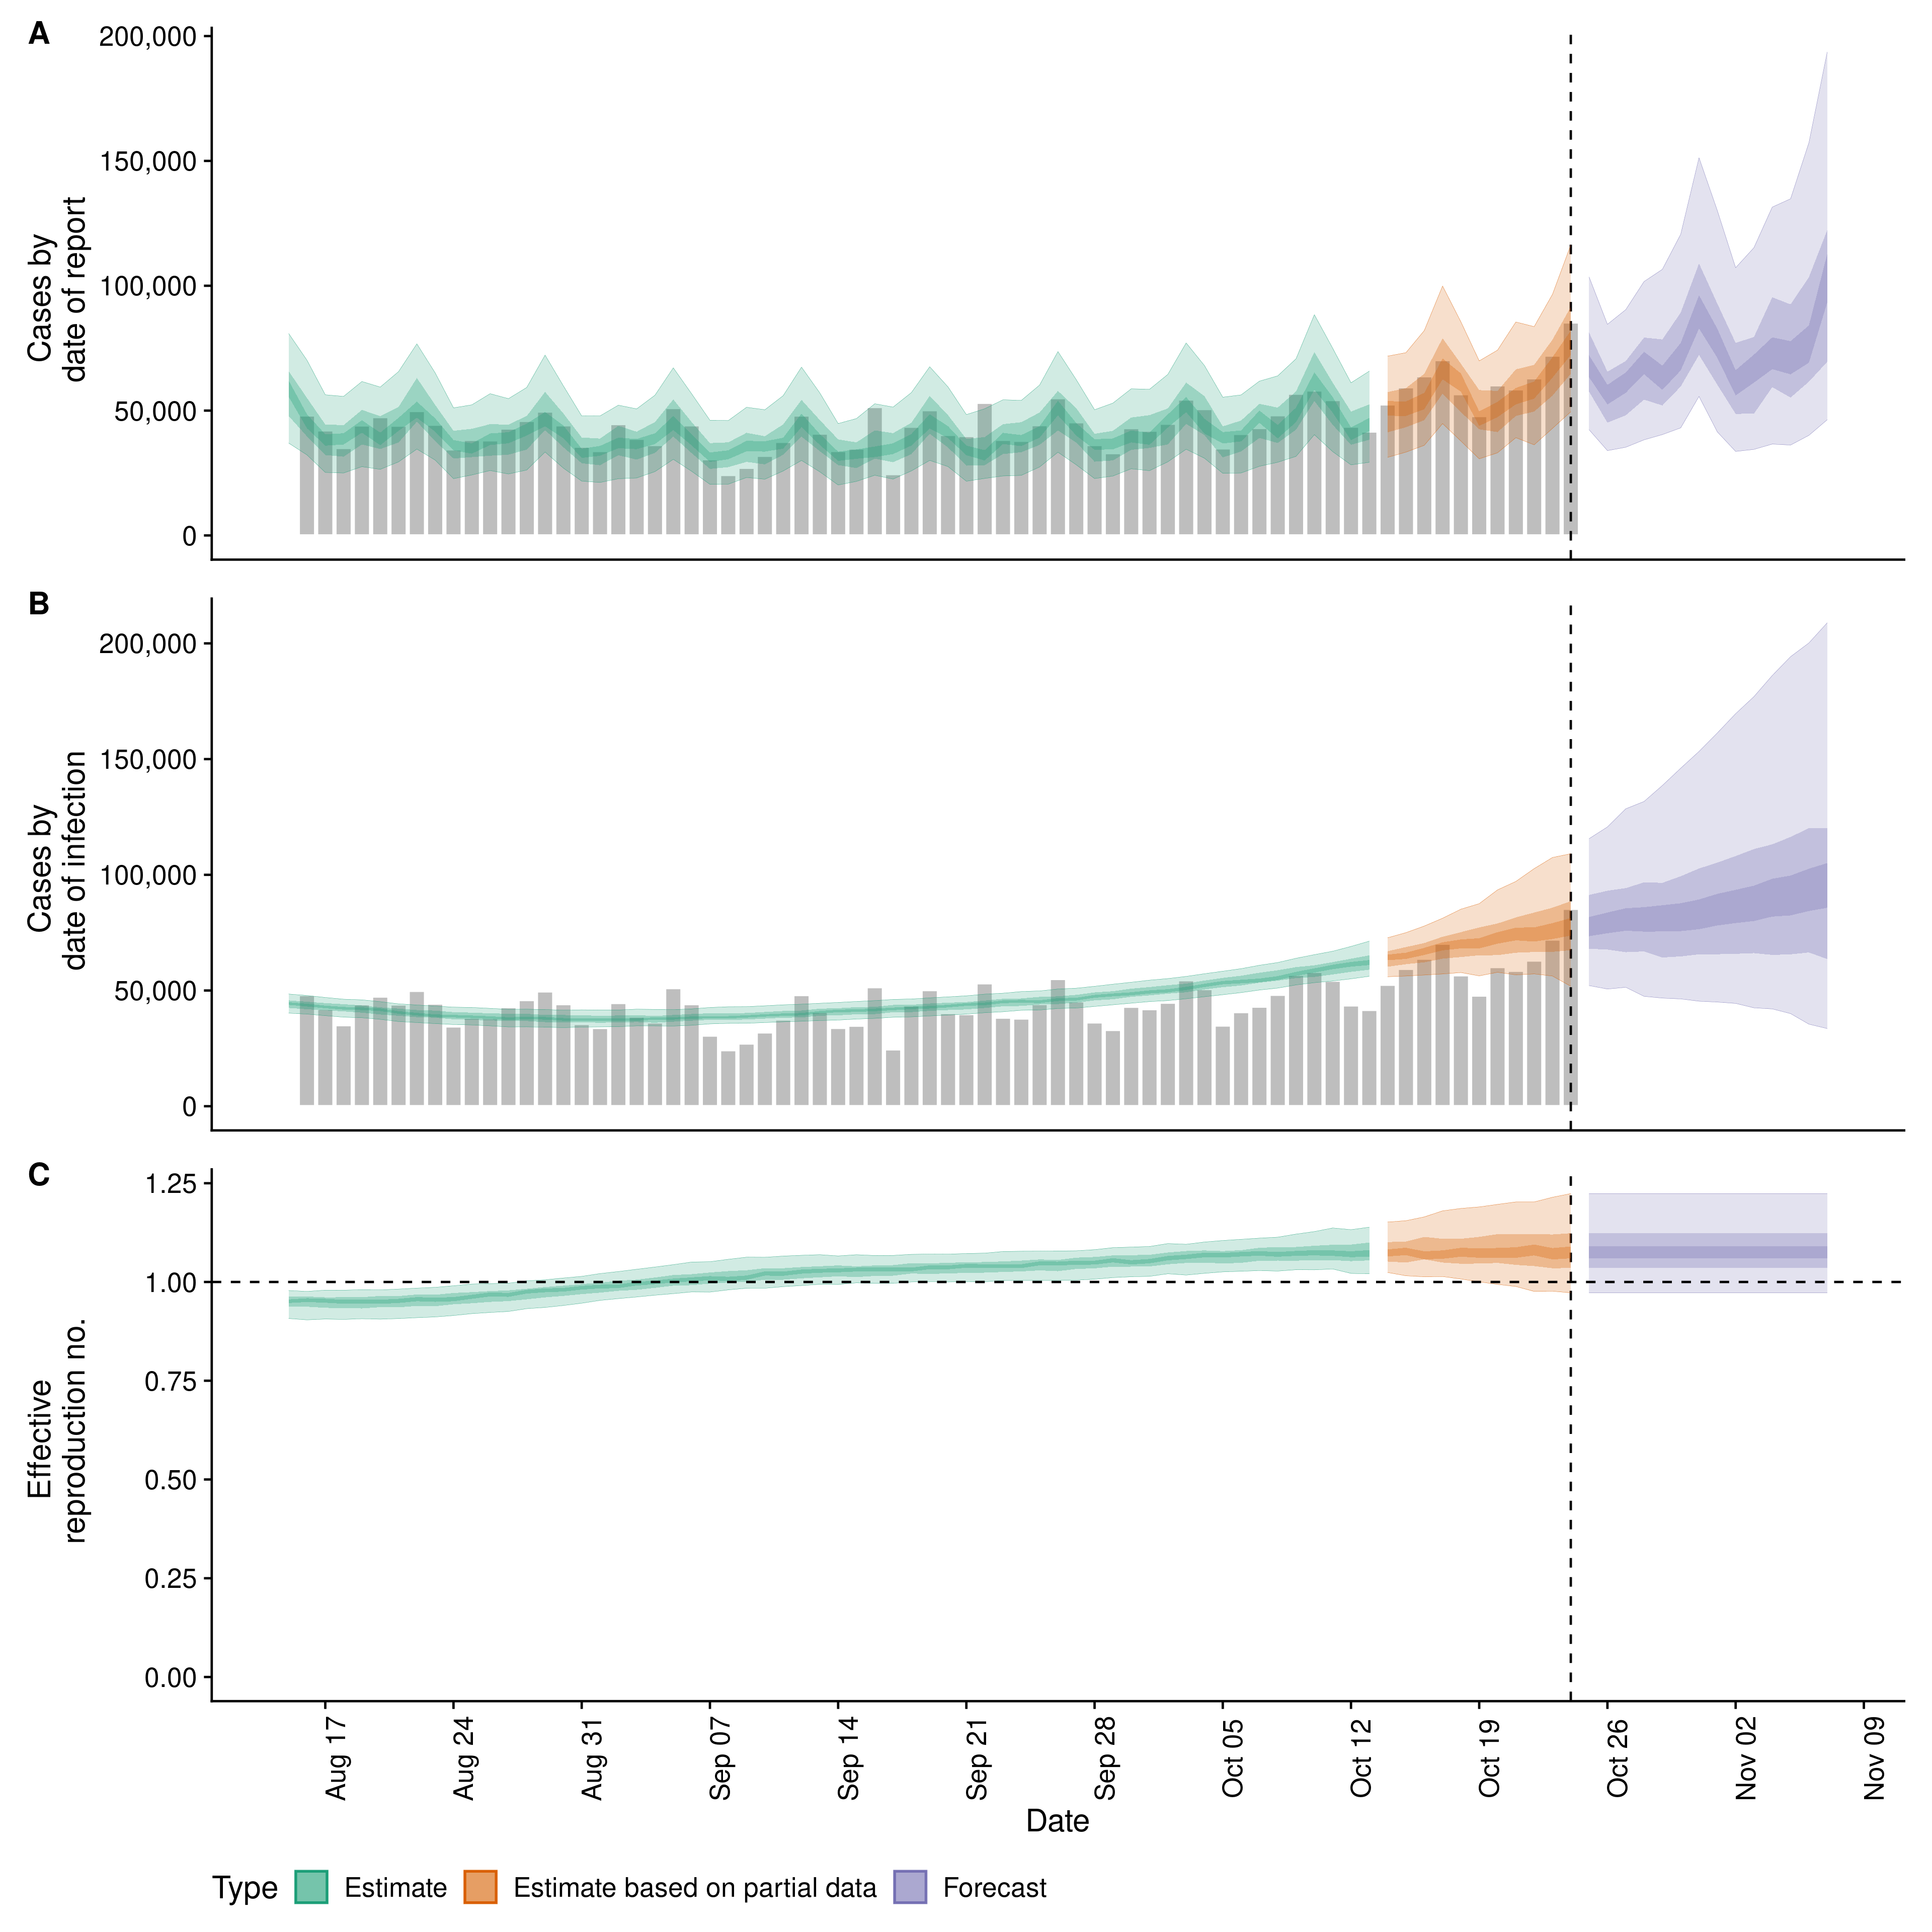 A
200,000
150,000
100,000
50,000
0
Cases by
date of report
B
200,000
150,000
100,000
50,000
0
Cases by
date of infection
C
1.25
1.00
0.75
0.50
0.25
0.00
Effective
reproduction no.
Aug 17
Aug 24
Aug 31
Sep 07
Sep 14
Sep 21
Sep 28
Oct 05
Oct 12
Oct 19
Oct 26
Nov 02
Nov 09
Date
Type Estimate Estimate based on partial data Forecast